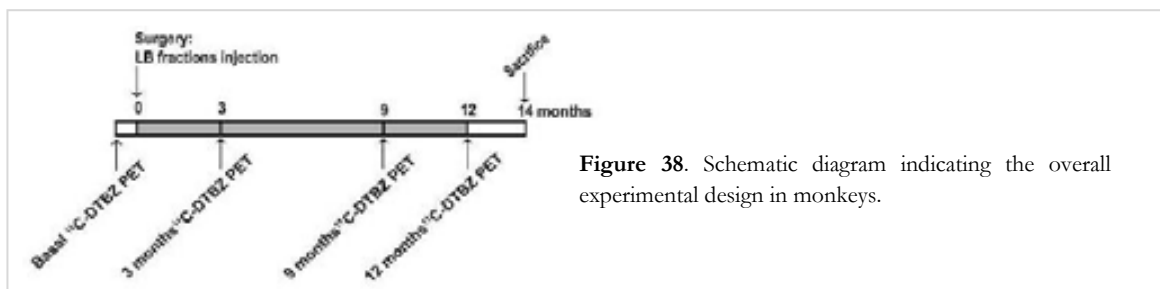 Surgery:
LB fractions injection
Sacrifice
0 3 9 12 14 months
Basal ¹¹C-DTBZ PET
3 months ¹¹C-DTBZ PET
9 months ¹¹C-DTBZ PET
12 months ¹¹C-DTBZ PET
Figure 38. Schematic diagram indicating the overall
experimental design in monkeys.